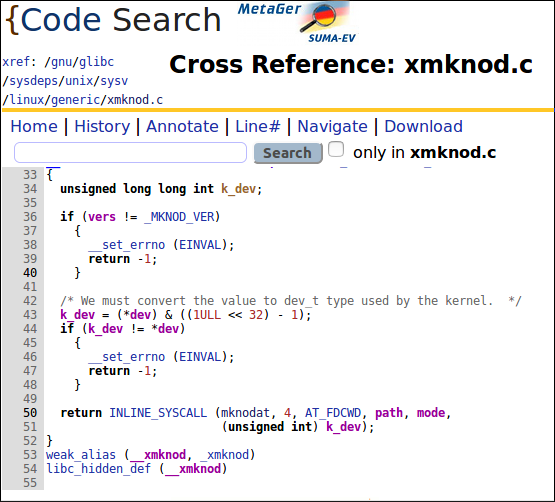 {Code Search
MetaGer
SUMA-EV
xref: /gnu/glibc
/sysdeps/unix/sysv
/linux/generic/xmknod.c
Cross Reference: xmknod.c
Home | History | Annotate | Line# | Navigate | Download
Search only in xmknod.c
33 {
34 unsigned long long int k_dev;
35
36 if (vers != _MKNOD_VER)
37 {
38 __set_errno (EINVAL);
39 return -1;
40 }
41
42 /* We must convert the value to dev_t type used by the kernel. */
43 k_dev = (*dev) & ((1ULL << 32) - 1);
44 if (k_dev != *dev)
45 {
46 __set_errno (EINVAL);
47 return -1;
48 }
49
50 return INLINE_SYSCALL (mknodat, 4, AT_FDCWD, path, mode,
51 (unsigned int) k_dev);
52 }
53 weak_alias (__xmknod, _xmknod)
54 libc_hidden_def (__xmknod)
55